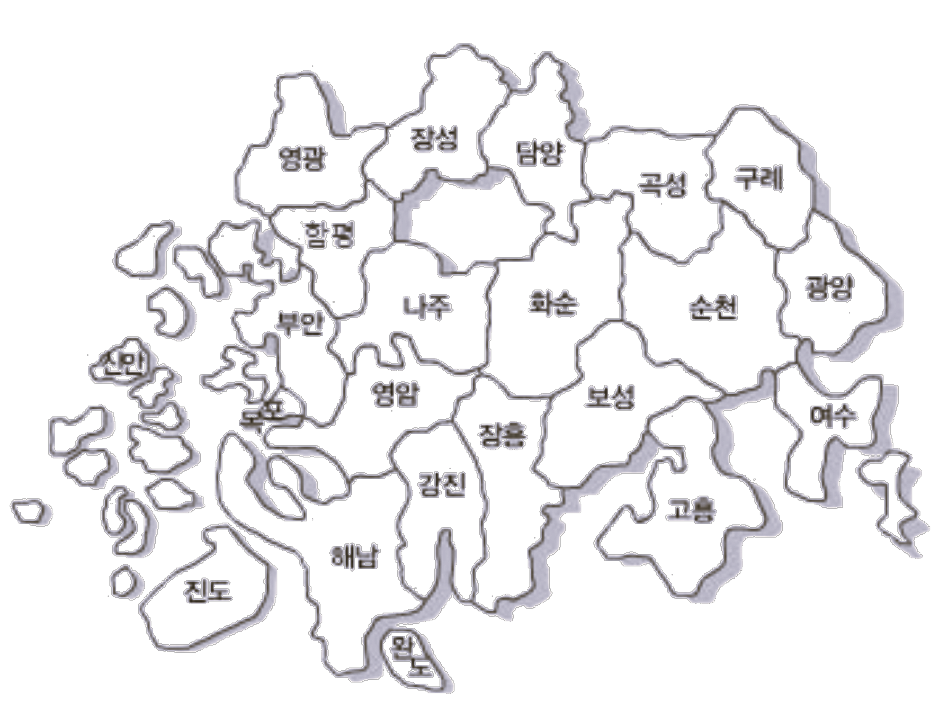 장성
영광
담양
구례
곡성
함평
광양
나주
화순
순천
부안
신안
영암
보성
목포
여수
장흥
강진
고흥
해남
진도
완도